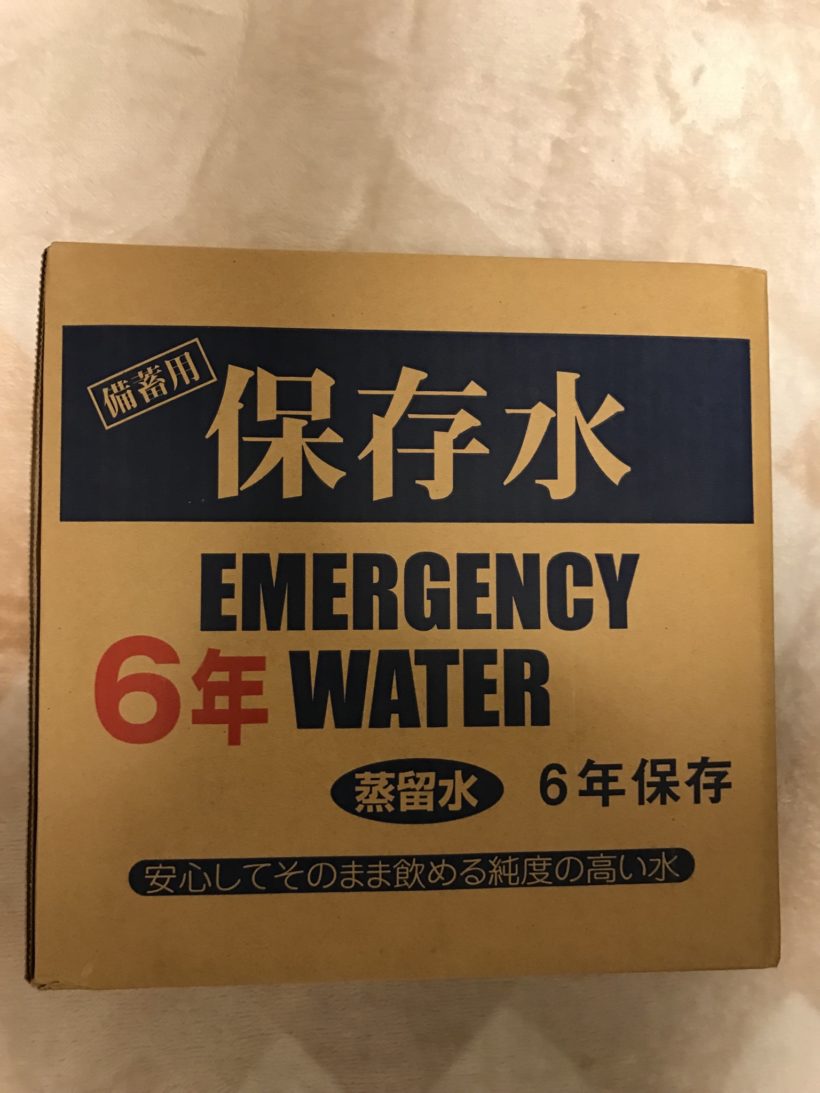 備蓄用
保存水
EMERGENCY
6年 WATER
蒸留水 6年保存
安心してそのまま飲める純度の高い水